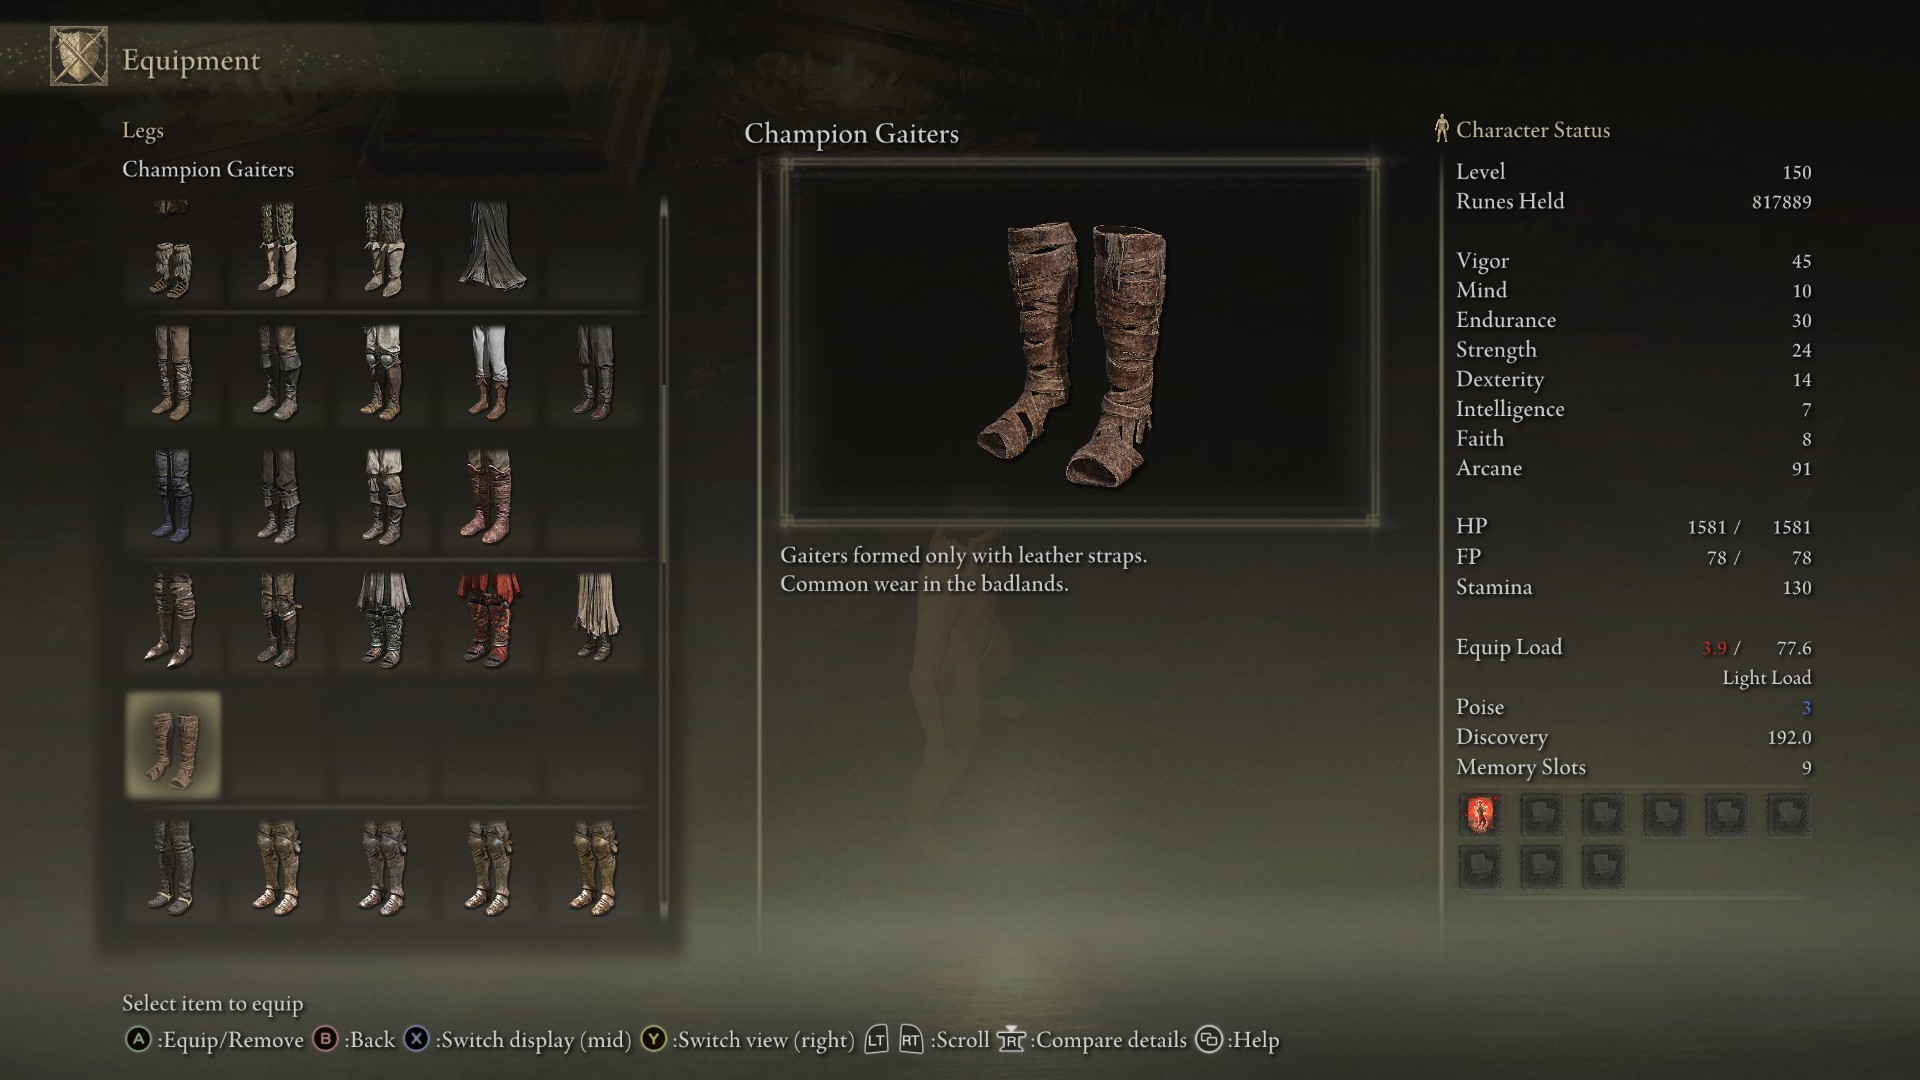 Equipment
Legs
Champion Gaiters
Champion Gaiters
Gaiters formed only with leather straps.
Common wear in the badlands.
Character Status
Level 150
Runes Held 817889
Vigor 45
Mind 10
Endurance 30
Strength 24
Dexterity 14
Intelligence 7
Faith 8
Arcane 91
HP 1581 / 1581
FP 78 / 78
Stamina 130
Equip Load 3.9 / 77.6
Light Load
Poise 3
Discovery 192.0
Memory Slots 9
Select item to equip
A :Equip/Remove B :Back X :Switch display (mid) Y :Switch view (right) LT RT :Scroll R :Compare details :Help